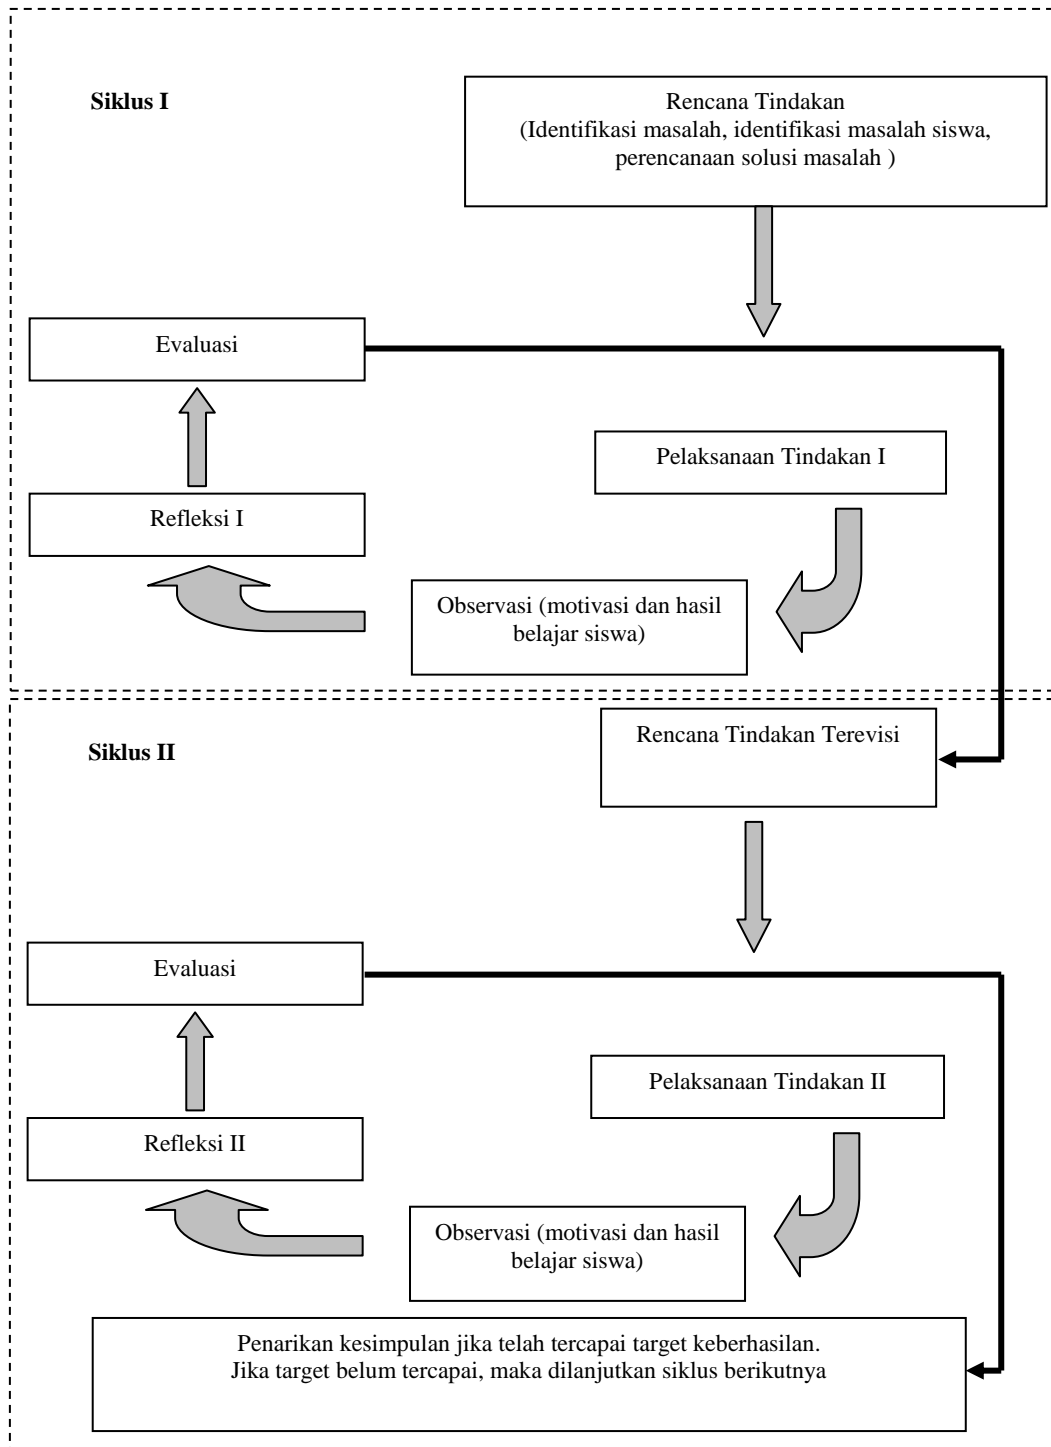 Siklus I
Rencana Tindakan
(Identifikasi masalah, identifikasi masalah siswa,
perencanaan solusi masalah )
Evaluasi
Pelaksanaan Tindakan I
Refleksi I
Observasi (motivasi dan hasil
belajar siswa)
Siklus II
Rencana Tindakan Terevisi
Evaluasi
Pelaksanaan Tindakan II
Refleksi II
Observasi (motivasi dan hasil
belajar siswa)
Penarikan kesimpulan jika telah tercapai target keberhasilan.
Jika target belum tercapai, maka dilanjutkan siklus berikutnya